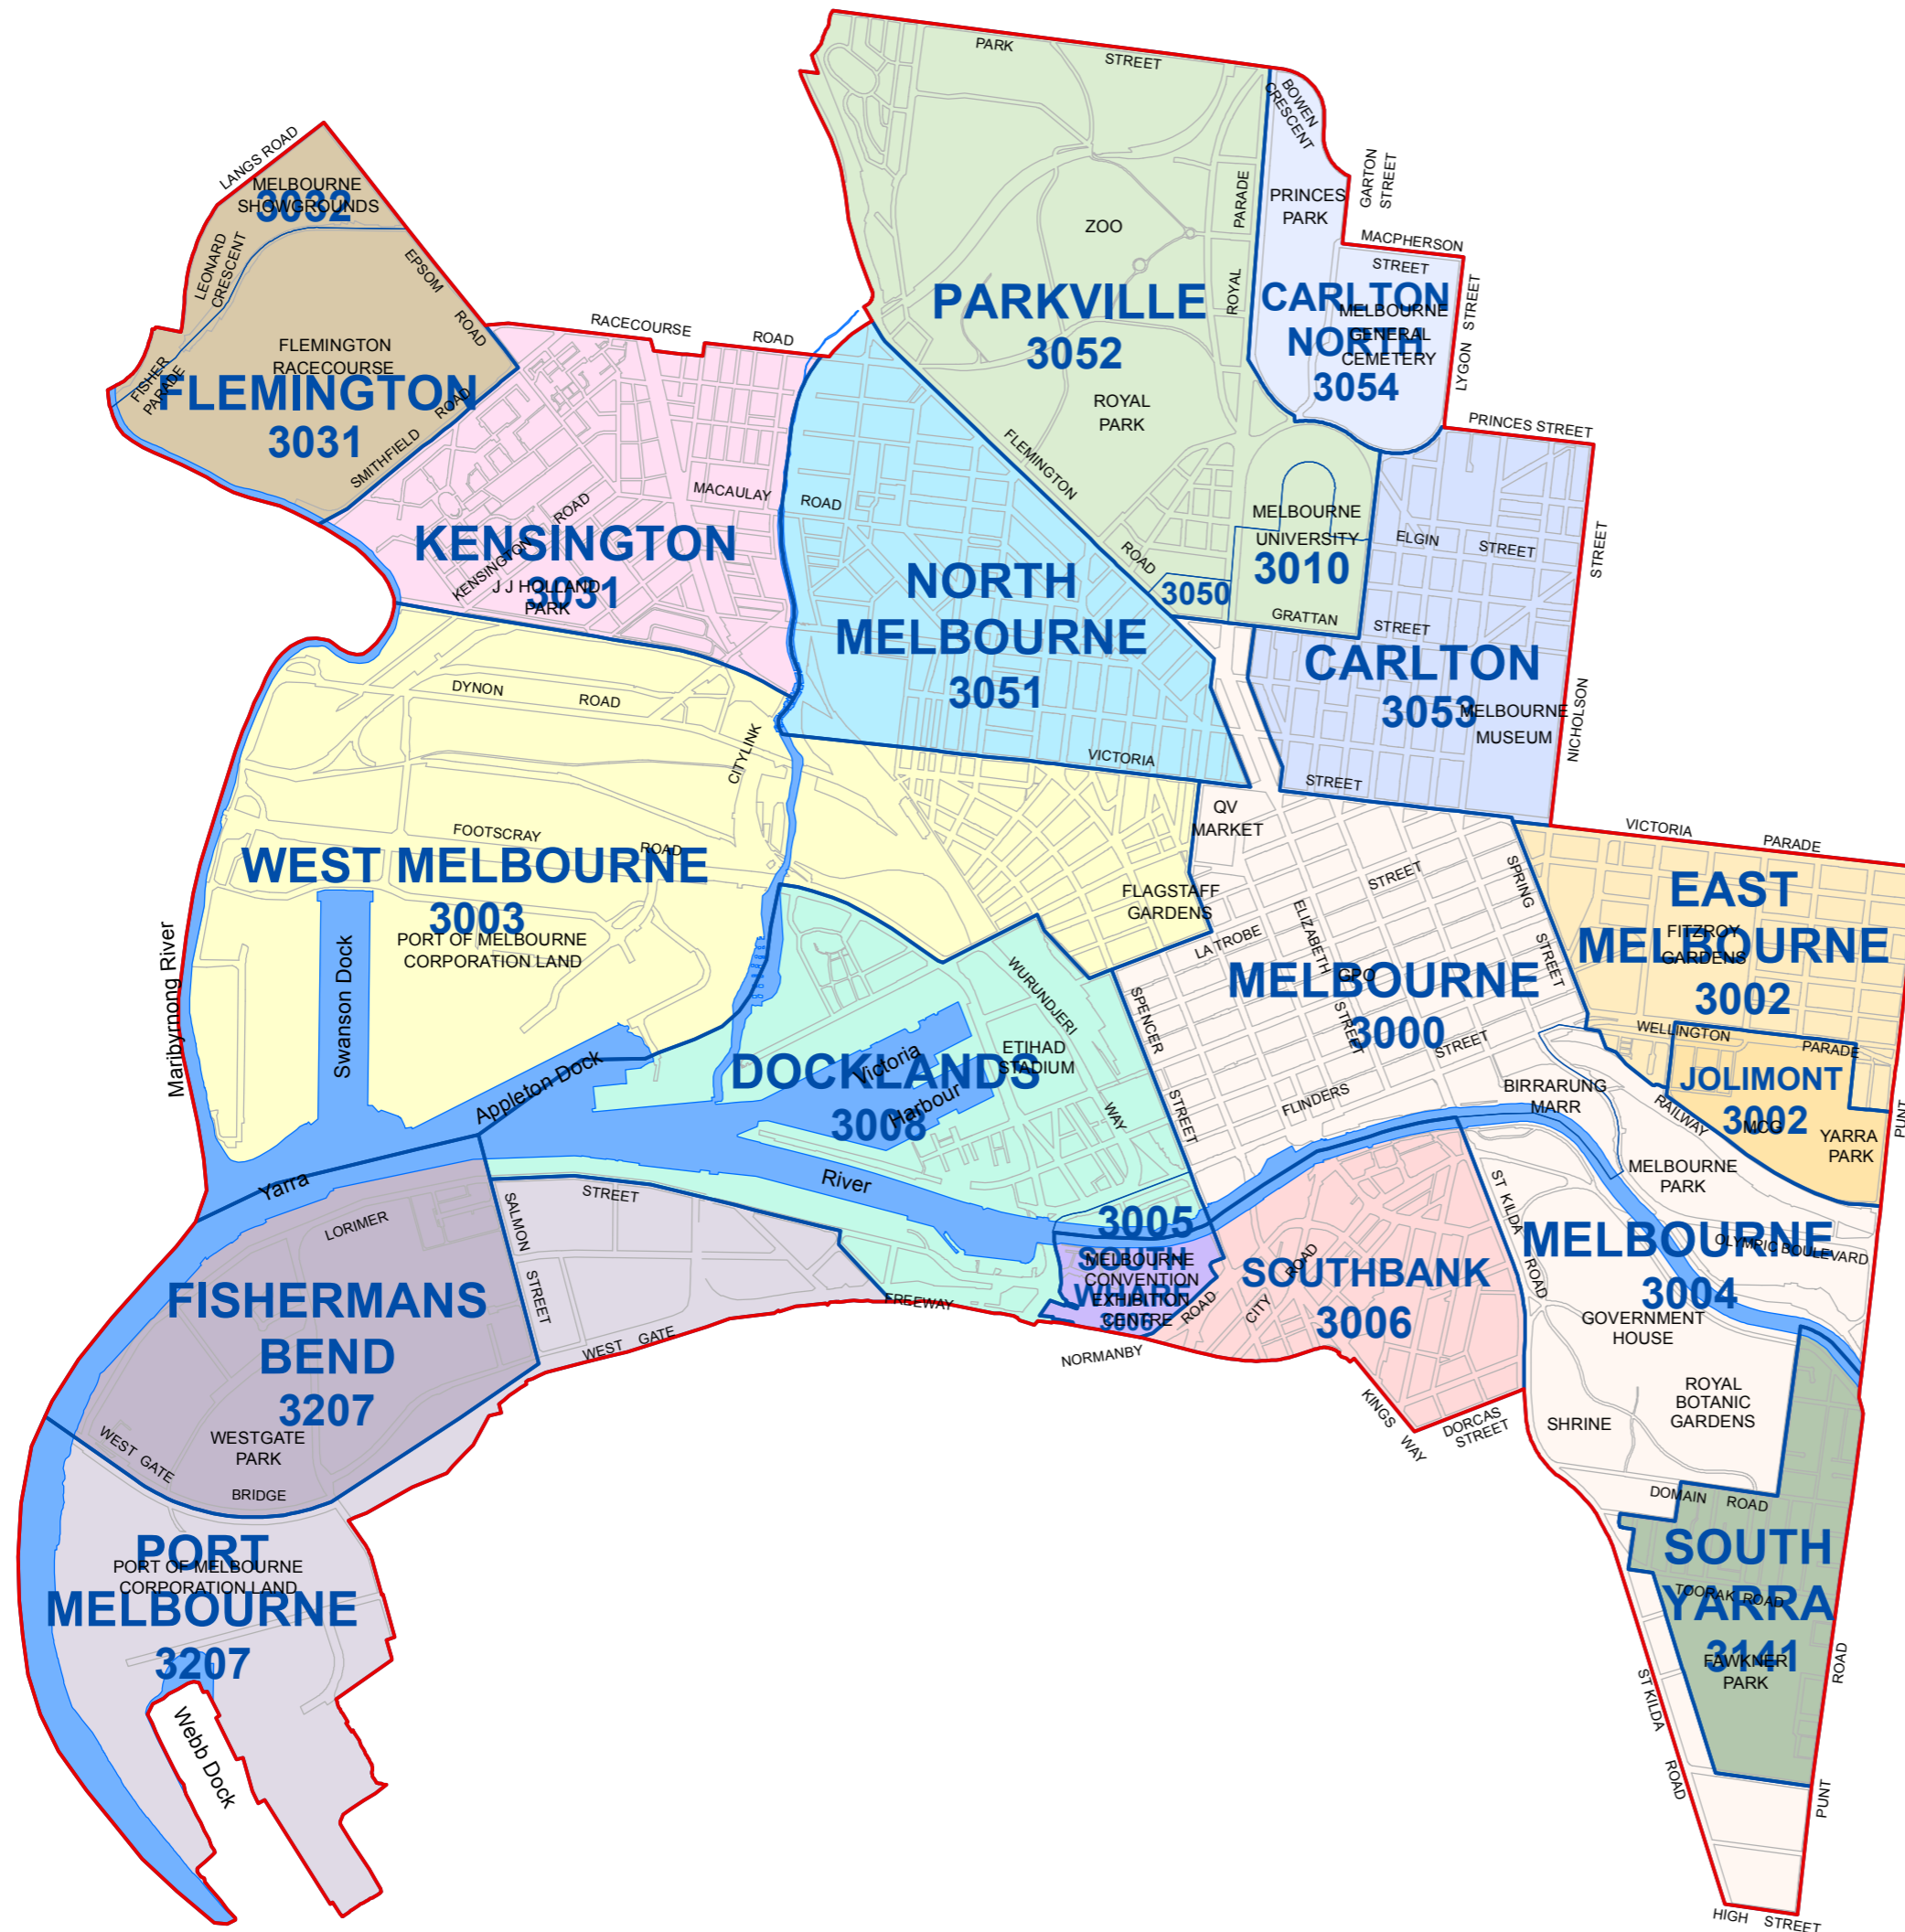 PARK
STREET
BOWEN
CRESCENT
GARTON
STREET
LANGS ROAD
MELBOURNE
SHOWGROUNDS
3032
LEONARD
CRESCENT
EPSOM
ROAD
PRINCES
PARK
PARADE
ROYAL
ZOO
MACPHERSON
STREET
LYGON STREET
PARKVILLE
3052
CARLTON
NORTH
3054
MELBOURNE
GENERAL
CEMETERY
RACECOURSE
ROAD
FLEMINGTON
RACECOURSE
FISHER
PARADE
FLEMINGTON
3031
SMITHFIELD
ROAD
ROYAL
PARK
PRINCES STREET
FLEMINGTON
ROAD
MACAULAY
ROAD
KENSINGTON
3031
KENSINGTON
ROAD
J J HOLLAND
PARK
MELBOURNE
UNIVERSITY
3010
3050
ELGIN
STREET
STREET
NICHOLSON
GRATTAN
STREET
NORTH
MELBOURNE
3051
CARLTON
3053
MELBOURNE
MUSEUM
DYNON
ROAD
CITYLINK
VICTORIA
STREET
QV
MARKET
VICTORIA
PARADE
FOOTSCRAY
ROAD
WEST MELBOURNE
3003
PORT OF MELBOURNE
CORPORATION LAND
Maribyrnong River
Swanson Dock
Appleton Dock
FLAGSTAFF
GARDENS
LA TROBE
STREET
ELIZABETH
STREET
SPRING
STREET
EAST
MELBOURNE
3002
FITZROY
GARDENS
MELBOURNE
3000
GPO
WURUNDJERI
WAY
SPENCER
STREET
FLINDERS
STREET
WELLINGTON
PARADE
DOCKLANDS
3008
Victoria
Harbour
ETIHAD
STADIUM
JOLIMONT
3002
MCG
YARRA
PARK
PUNT
RAILWAY
BIRRARUNG
MARR
MELBOURNE
PARK
Yarra
River
LORIMER
STREET
SALMON
STREET
3005
SOUTH
WHARF
3006
MELBOURNE
CONVENTION
EXHIBITION
CENTRE
SOUTHBANK
3006
CITY
ROAD
ST KILDA
ROAD
MELBOURNE
3004
OLYMPIC BOULEVARD
GOVERNMENT
HOUSE
FISHERMANS
BEND
3207
FREEWAY
WEST GATE
NORMANBY
ROAD
KINGS
WAY
DORCAS
STREET
SHRINE
ROYAL
BOTANIC
GARDENS
WESTGATE
PARK
WEST GATE
BRIDGE
DOMAIN
ROAD
PORT
MELBOURNE
3207
PORT OF MELBOURNE
CORPORATION LAND
Webb Dock
SOUTH
YARRA
3141
TOORAK ROAD
FAWKNER
PARK
ST KILDA
ROAD
ROAD
PUNT
HIGH
STREET